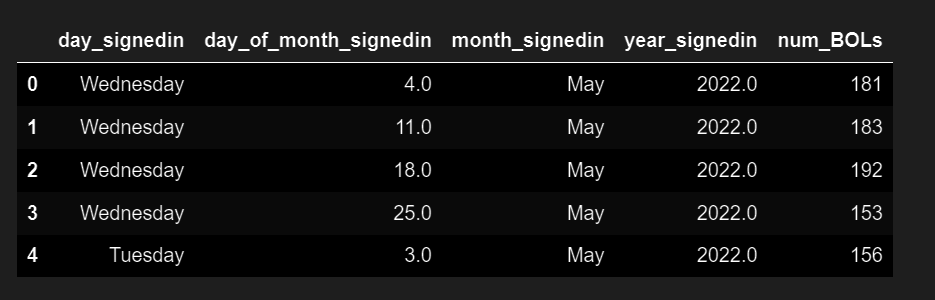 day_signedin day_of_month_signedin month_signedin year_signedin num_BOLs
0 Wednesday 4.0 May 2022.0 181
1 Wednesday 11.0 May 2022.0 183
2 Wednesday 18.0 May 2022.0 192
3 Wednesday 25.0 May 2022.0 153
4 Tuesday 3.0 May 2022.0 156